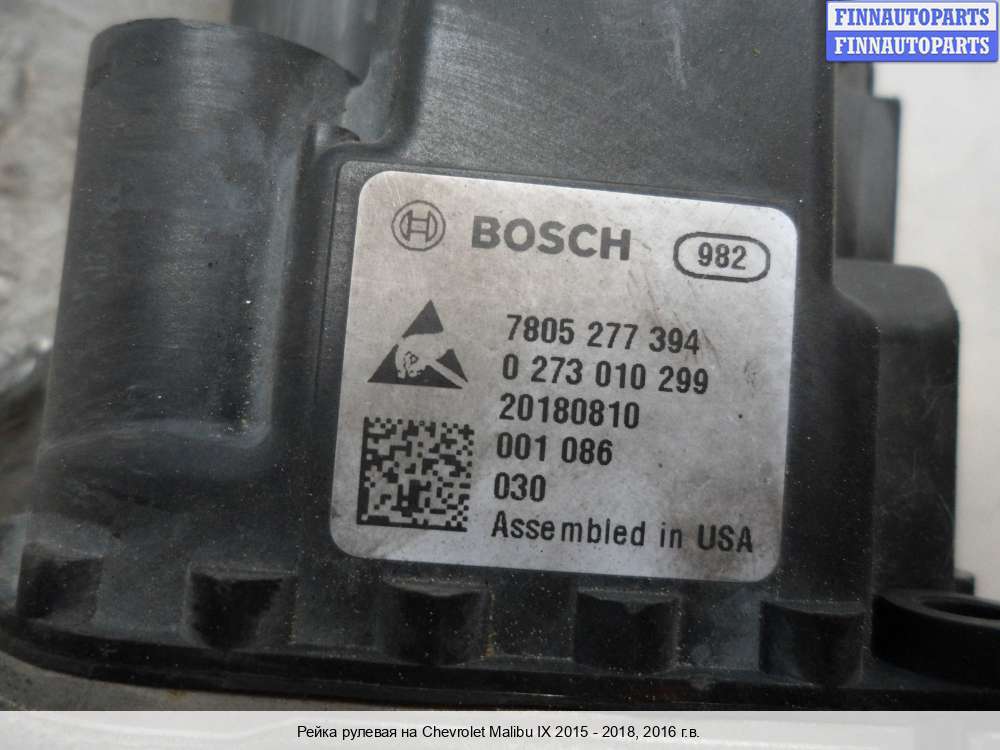 FINNAUTOPARTS
FINNAUTOPARTS
BOSCH
982
7805 277 394
0 273 010 299
20180810
001 086
030
Assembled in USA
Рейка рулевая на Chevrolet Malibu IX 2015 - 2018, 2016 г.в.